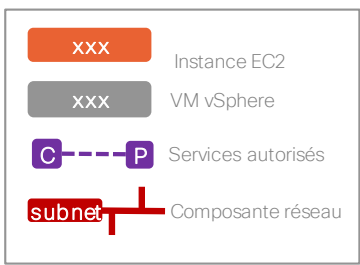 xxx Instance EC2
xxx VM vSphere
C P Services autorisés
subnet Composante réseau